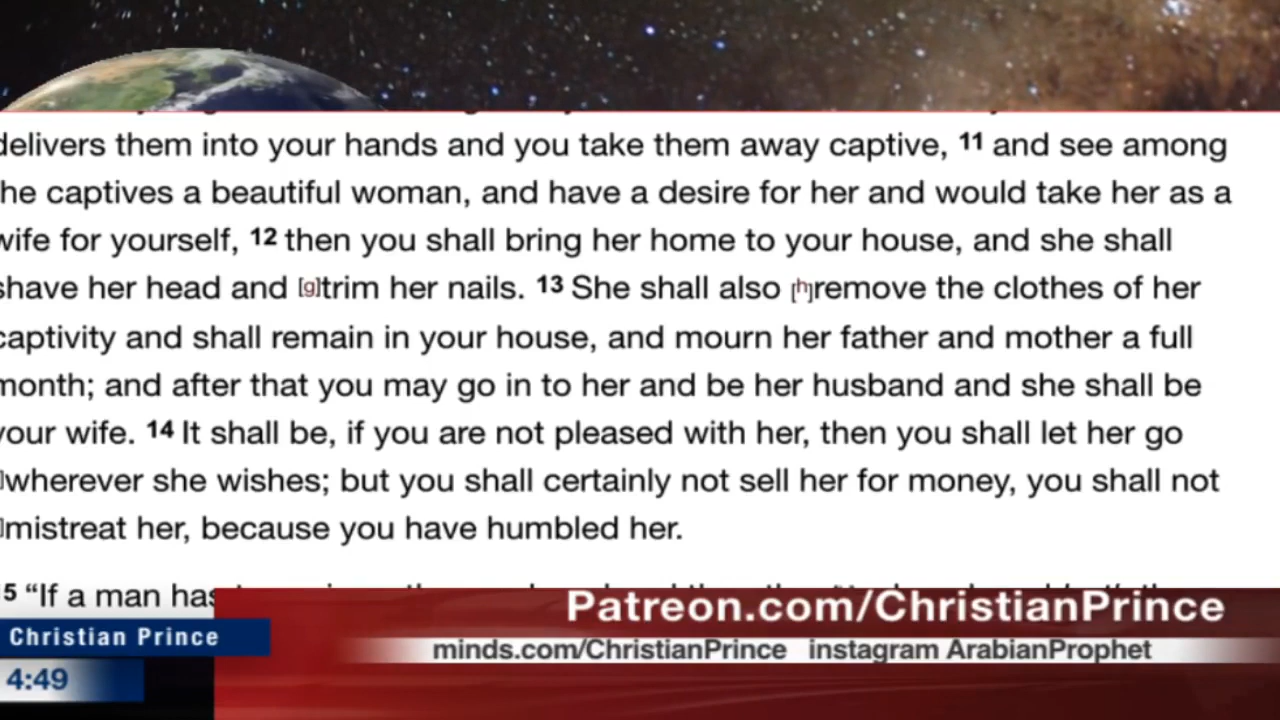 delivers them into your hands and you take them away captive, 11 and see among
he captives a beautiful woman, and have a desire for her and would take her as a
wife for yourself, 12 then you shall bring her home to your house, and she shall
shave her head and [g]trim her nails. 13 She shall also [h]remove the clothes of her
captivity and shall remain in your house, and mourn her father and mother a full
month; and after that you may go in to her and be her husband and she shall be
your wife. 14 It shall be, if you are not pleased with her, then you shall let her go
]wherever she wishes; but you shall certainly not sell her for money, you shall not
]mistreat her, because you have humbled her.
5 “If a man has
Patreon.com/ChristianPrince
Christian Prince
minds.com/ChristianPrince instagram ArabianProphet
4:49